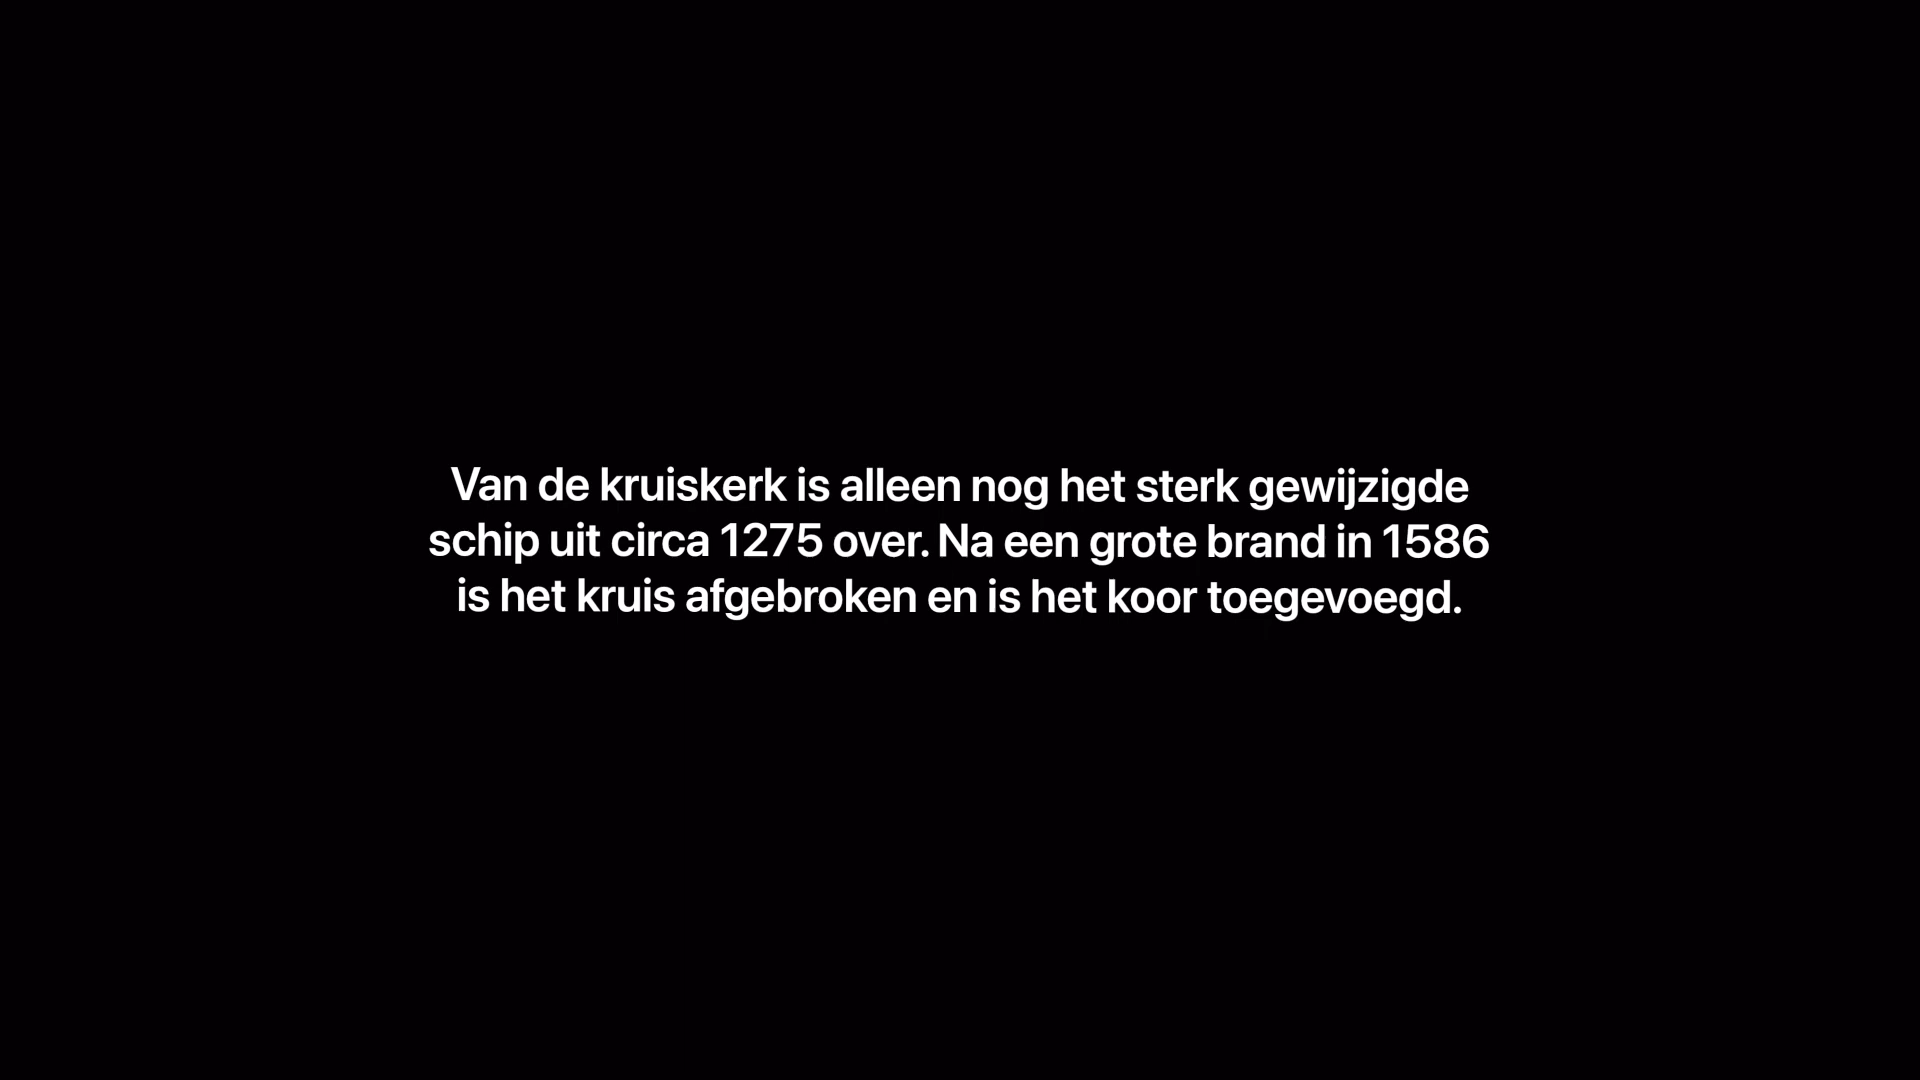 Van de kruiskerk is alleen nog het sterk gewijzigde
schip uit circa 1275 over. Na een grote brand in 1586
is het kruis afgebroken en is het koor toegevoegd.